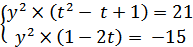 y² × (t² − t + 1) = 21
y² × (1 − 2t) = −15